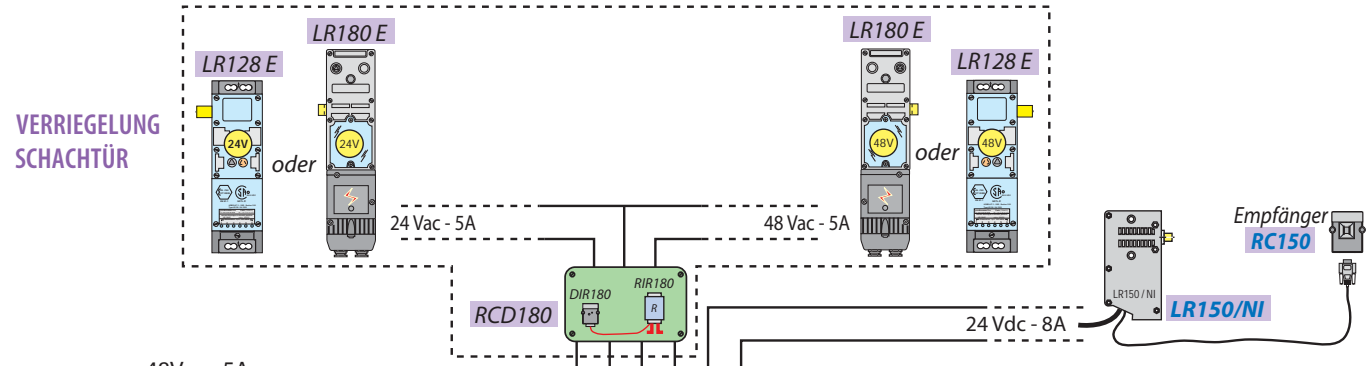 VERRIEGELUNG
SCHACHTÜR
LR128 E
LR180 E
24V
oder
24V
24 Vac - 5A
LR180 E
LR128 E
48V
oder
48V
48 Vac - 5A
RCD180
DIR180
RIR180
R
24 Vdc - 8A
LR150 / NI
LR150/NI
Empfänger
RC150